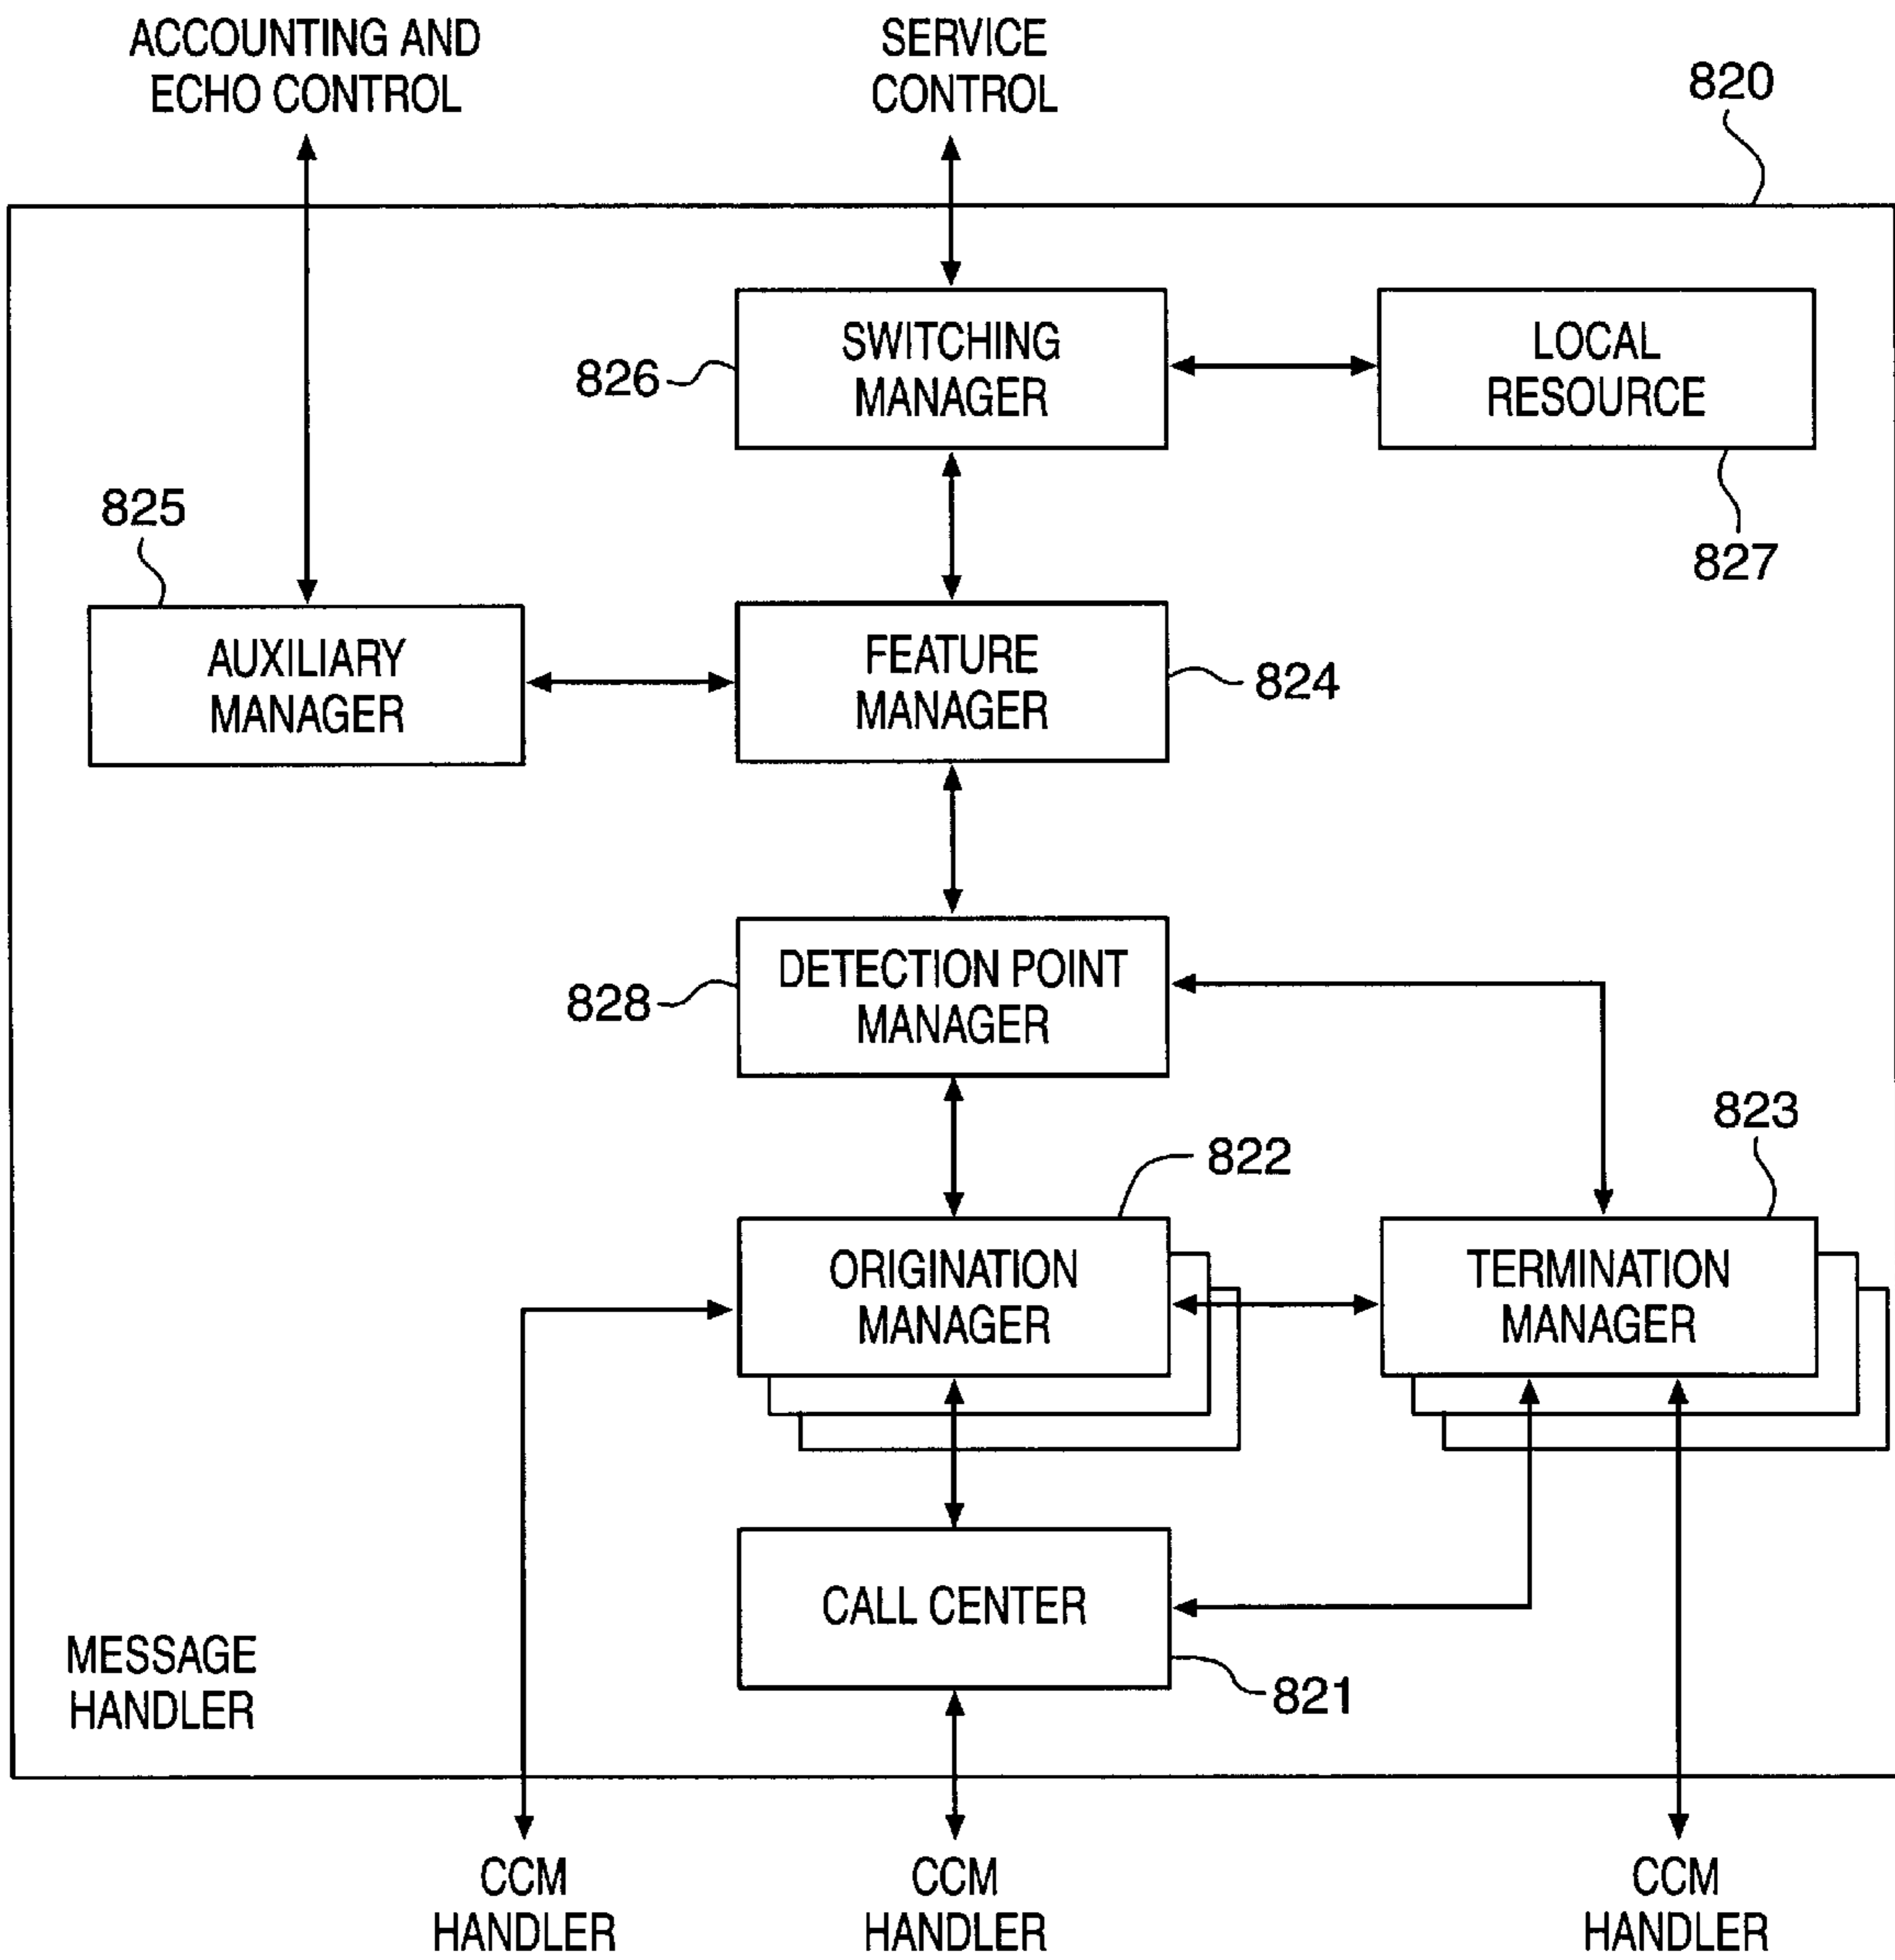 ACCOUNTING AND
ECHO CONTROL
SERVICE
CONTROL
820
SWITCHING
MANAGER
826
LOCAL
RESOURCE
827
825
AUXILIARY
MANAGER
FEATURE
MANAGER
824
DETECTION POINT
MANAGER
828
822
823
ORIGINATION
MANAGER
TERMINATION
MANAGER
CALL CENTER
821
MESSAGE
HANDLER
CCM
HANDLER
CCM
HANDLER
CCM
HANDLER